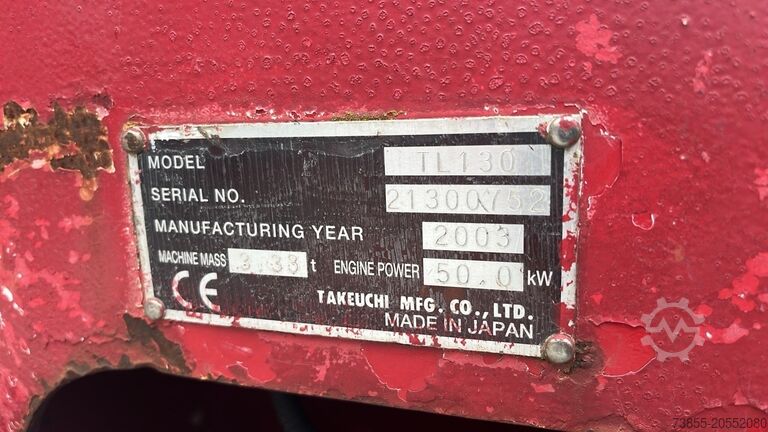 MODEL TL130
SERIAL NO. 21300752
MANUFACTURING YEAR 2003
MACHINE MASS 3.38 t ENGINE POWER 50.0 kW
CE TAKEUCHI MFG. CO., LTD.
MADE IN JAPAN
73855-20552080